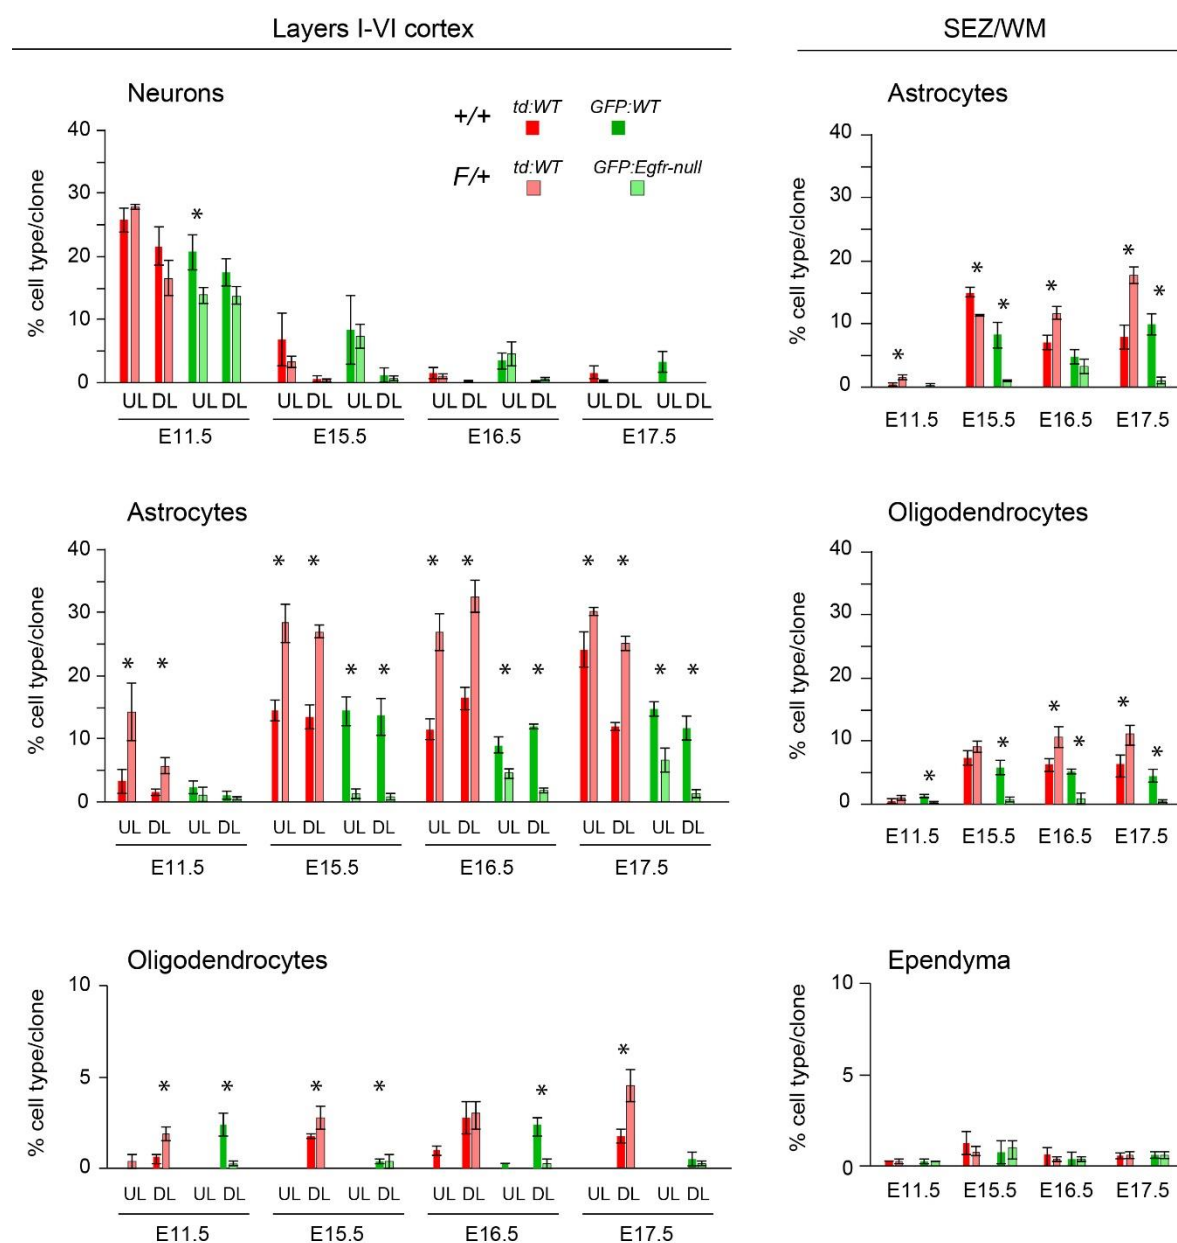 Layers I-VI cortex
SEZ/WM
Neurons
+/+ td:WT GFP:WT
F/+ td:WT GFP:Egfr-null
% cell type/clone
40
30
20
10
0
*
UL DL UL DL UL DL UL DL UL DL UL DL UL DL UL DL
E11.5 E15.5 E16.5 E17.5
Astrocytes
% cell type/clone
40
30
20
10
0
* * * * * * *
E11.5 E15.5 E16.5 E17.5
Astrocytes
% cell type/clone
40
30
20
10
0
* * * * * * * * * * * * * *
UL DL UL DL UL DL UL DL UL DL UL DL UL DL UL DL
E11.5 E15.5 E16.5 E17.5
Oligodendrocytes
% cell type/clone
40
30
20
10
0
* * * * * *
E11.5 E15.5 E16.5 E17.5
Oligodendrocytes
% cell type/clone
10
5
0
* * * * * *
UL DL UL DL UL DL UL DL UL DL UL DL UL DL UL DL
E11.5 E15.5 E16.5 E17.5
Ependyma
% cell type/clone
10
5
0
E11.5 E15.5 E16.5 E17.5